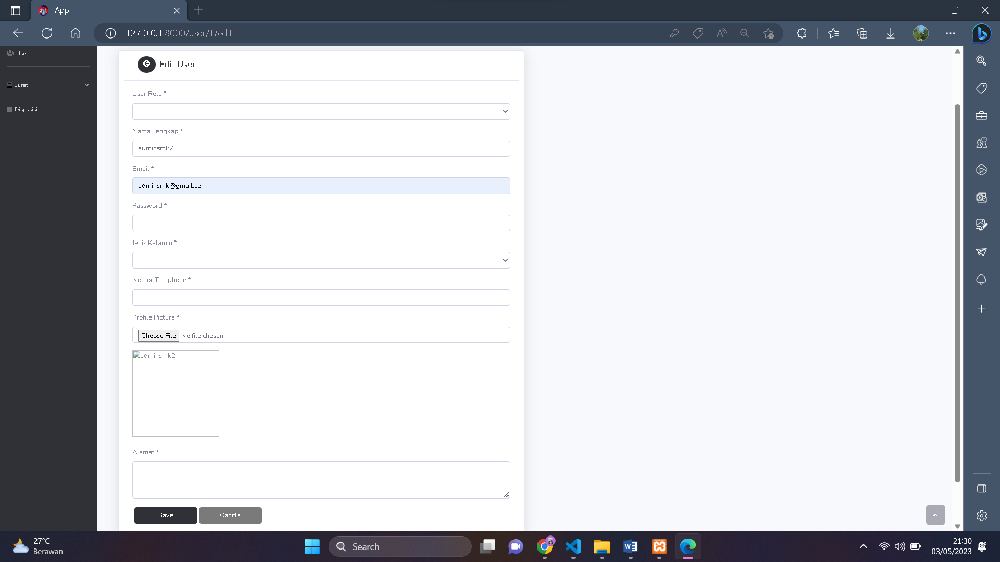 App
127.0.0.1:8000/user/1/edit
User
Surat
Disposisi
Edit User
User Role *
Nama Lengkap *
adminsmk2
Email *
adminsmk@gmail.com
Password *
Jenis Kelamin *
Nomor Telephone *
Profile Picture *
Choose File No file chosen
adminsmk2
Alamat *
Save
Cancle
27°C
Berawan
Search
21:30
03/05/2023